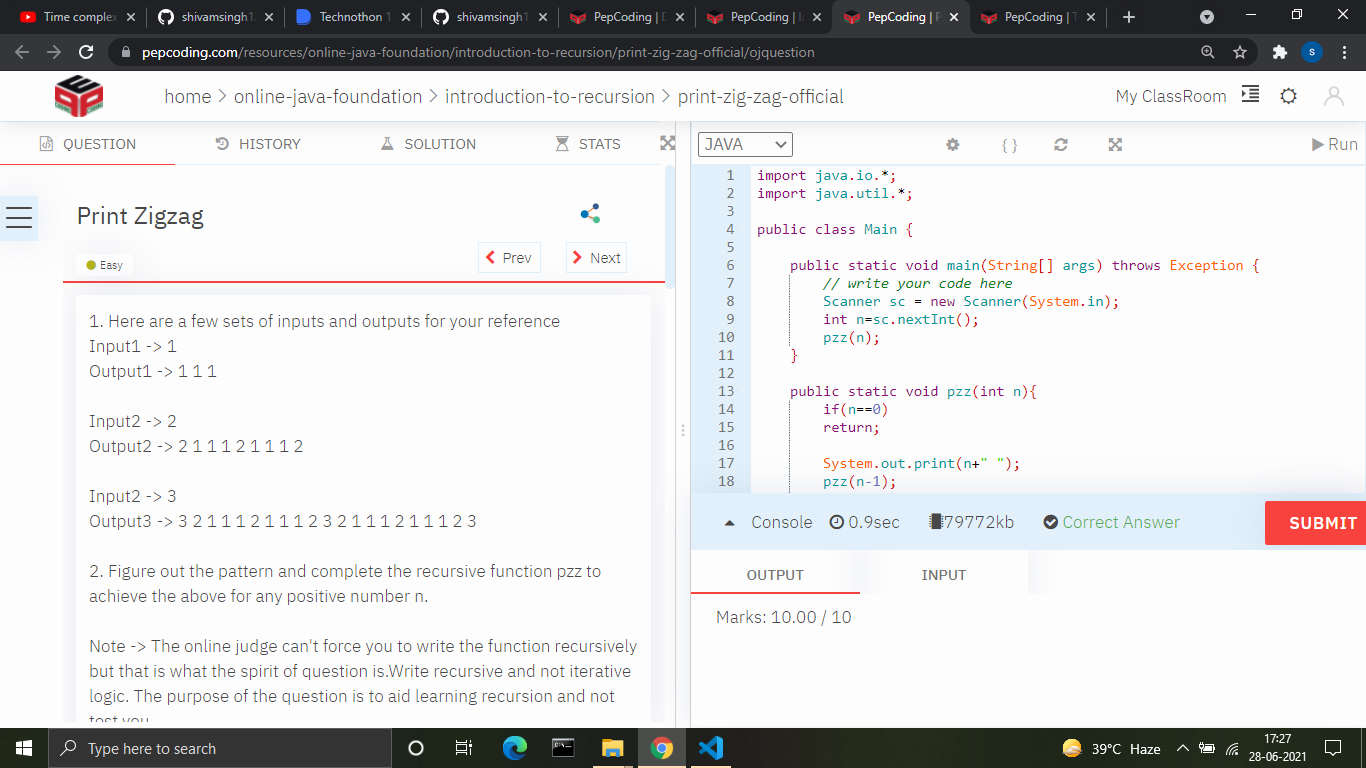 Time complex
shivamsingh1
Technothon 1
shivamsingh1
PepCoding | D
PepCoding | I
PepCoding | P
PepCoding | T
pepcoding.com/resources/online-java-foundation/introduction-to-recursion/print-zig-zag-official/ojquestion
s
PEP
home > online-java-foundation > introduction-to-recursion > print-zig-zag-official
My ClassRoom
QUESTION
HISTORY
SOLUTION
STATS
Print Zigzag
Easy
Prev
Next
1. Here are a few sets of inputs and outputs for your reference
Input1 -> 1
Output1 -> 1 1 1
Input2 -> 2
Output2 -> 2 1 1 1 2 1 1 1 2
Input2 -> 3
Output3 -> 3 2 1 1 1 2 1 1 1 2 3 2 1 1 1 2 1 1 1 2 3
2. Figure out the pattern and complete the recursive function pzz to
achieve the above for any positive number n.
Note -> The online judge can't force you to write the function recursively
but that is what the spirit of question is.Write recursive and not iterative
logic. The purpose of the question is to aid learning recursion and not
test you.
JAVA
{ }
Run
1 import java.io.*;
2 import java.util.*;
3
4 public class Main {
5
6 public static void main(String[] args) throws Exception {
7 // write your code here
8 Scanner sc = new Scanner(System.in);
9 int n=sc.nextInt();
10 pzz(n);
11 }
12
13 public static void pzz(int n){
14 if(n==0)
15 return;
16
17 System.out.print(n+" ");
18 pzz(n-1);
Console
0.9sec
79772kb
Correct Answer
SUBMIT
OUTPUT
INPUT
Marks: 10.00 / 10
Type here to search
39°C Haze
17:27
28-06-2021